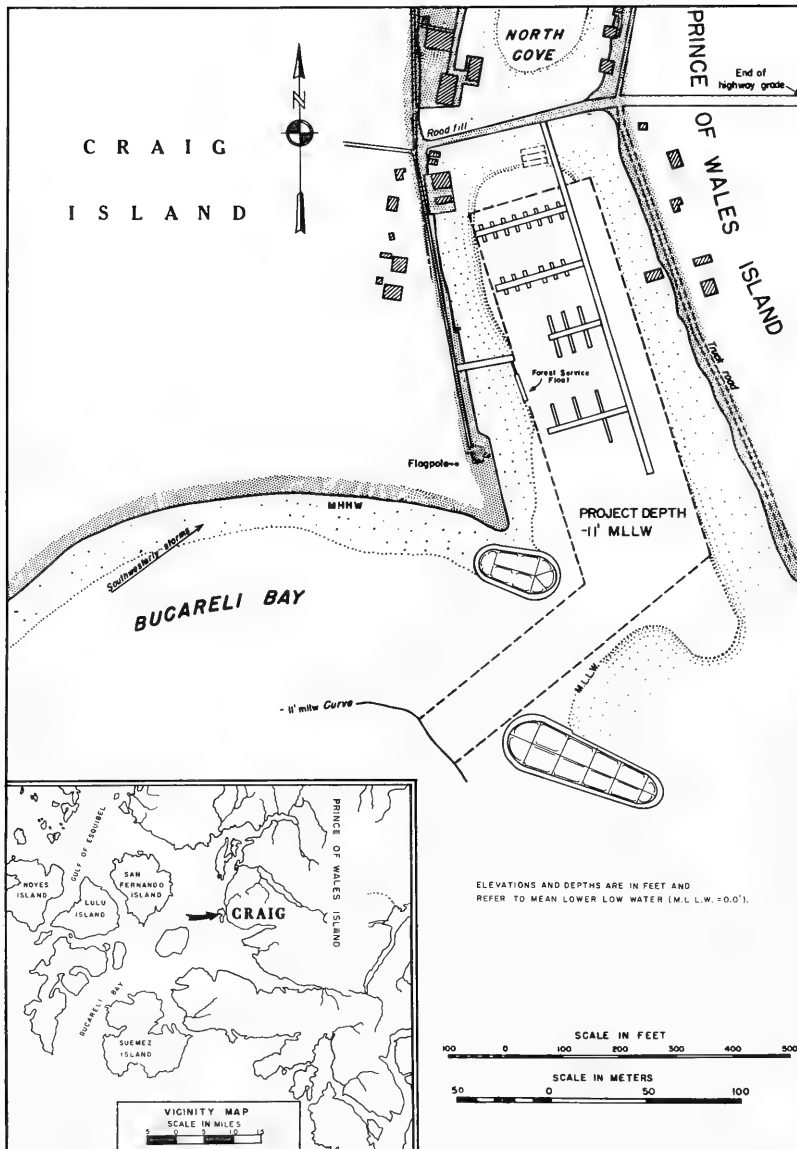 NORTH
COVE
N
CRAIG
ISLAND
PRINCE OF WALES ISLAND
End of
highway grade
Road fill
Truck road
Forest Service
Float
Flagpole
MHHW
Southwesterly storms
BUCARELI BAY
PROJECT DEPTH
-11' MLLW
M.L.L.W.
-11' mllw Curve
GULF OF ESQUIBEL
PRINCE OF WALES ISLAND
NOYES
ISLAND
LULU
ISLAND
SAN
FERNANDO
ISLAND
CRAIG
BUCARELI BAY
SUEMEZ
ISLAND
VICINITY MAP
SCALE IN MILES
5 0 5 10 15
ELEVATIONS AND DEPTHS ARE IN FEET AND
REFER TO MEAN LOWER LOW WATER (M.L.L.W. = 0.0').
SCALE IN FEET
100 0 100 200 300 400 500
SCALE IN METERS
50 0 50 100